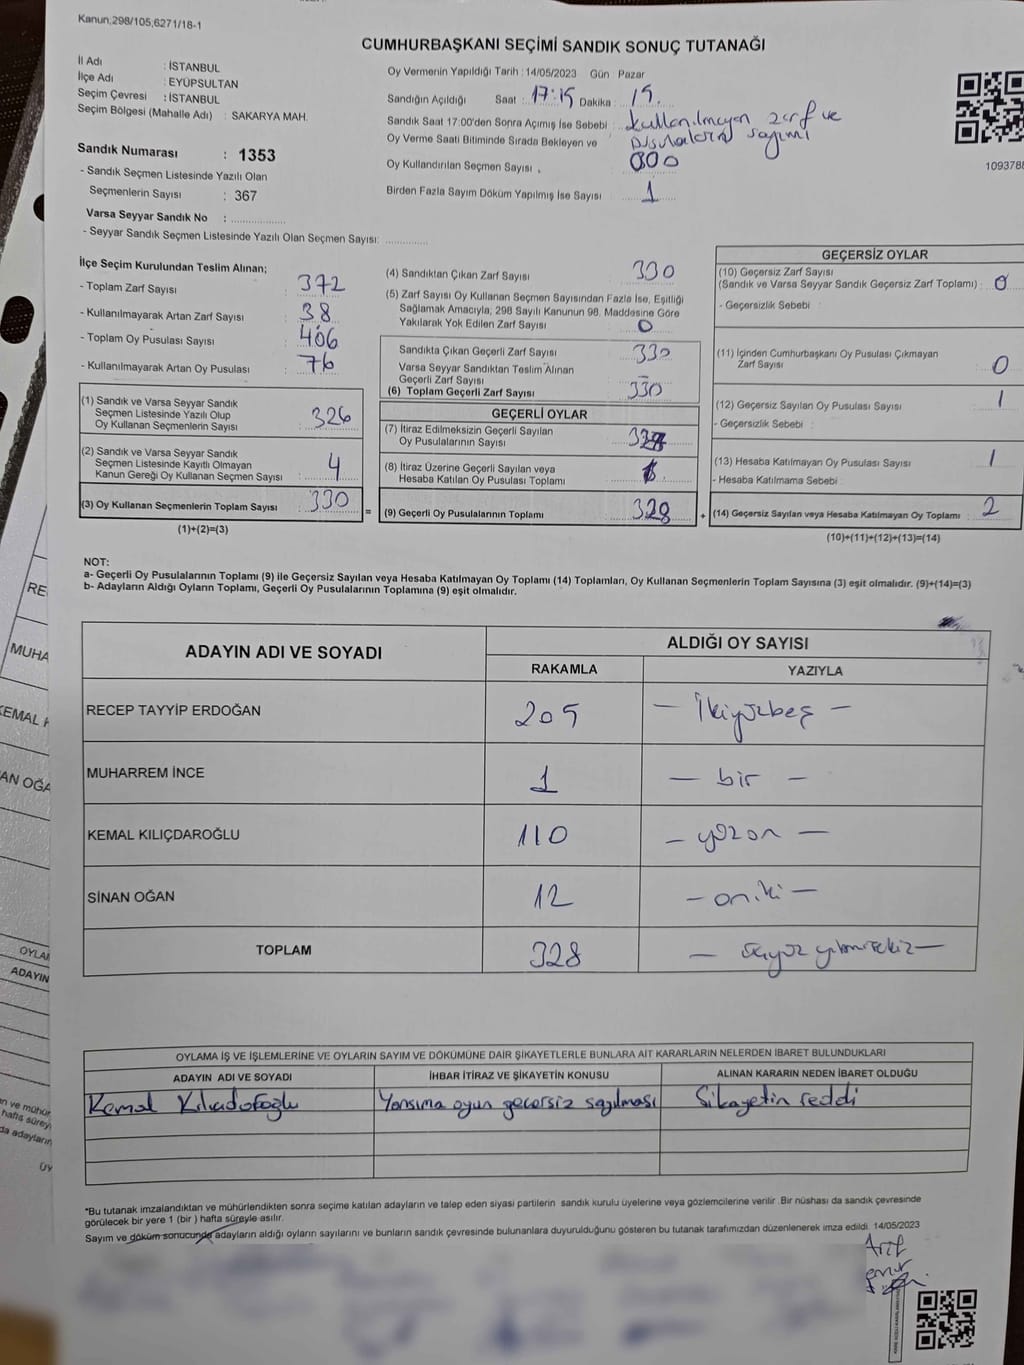 Kanun;298/105;6271/18-1
CUMHURBAŞKANI SEÇİMİ SANDIK SONUÇ TUTANAĞI
İl Adı : İSTANBUL
İlçe Adı : EYÜPSULTAN
Seçim Çevresi : İSTANBUL
Seçim Bölgesi (Mahalle Adı) : SAKARYA MAH.
Sandık Numarası : 1353
- Sandık Seçmen Listesinde Yazılı Olan
Seçmenlerin Sayısı : 367
Varsa Seyyar Sandık No :
- Seyyar Sandık Seçmen Listesinde Yazılı Olan Seçmen Sayısı:
Oy Vermenin Yapıldığı Tarih : 14/05/2023 Gün Pazar
Sandığın Açıldığı Saat : 17:15 Dakika : 15.
Sandık Saat 17:00'den Sonra Açmış İse Sebebi : kullanılmayan zarf ve
Oy Verme Saati Bitiminde Sırada Bekleyen ve pusulaların sayımı
Oy Kullandırılan Seçmen Sayısı 000
Birden Fazla Sayım Döküm Yapılmış İse Sayısı 1
1093788
İlçe Seçim Kurulundan Teslim Alınan;
- Toplam Zarf Sayısı 372
- Kullanılmayarak Artan Zarf Sayısı 38
- Toplam Oy Pusulası Sayısı 406
- Kullanılmayarak Artan Oy Pusulası 76
(1) Sandık ve Varsa Seyyar Sandık
Seçmen Listesinde Yazılı Olup
Oy Kullanan Seçmenlerin Sayısı 326
(2) Sandık ve Varsa Seyyar Sandık
Seçmen Listesinde Kayıtlı Olmayan
Kanun Gereği Oy Kullanan Seçmen Sayısı : 4
(3) Oy Kullanan Seçmenlerin Toplam Sayısı 330 =
(1)+(2)=(3)
(4) Sandıktan Çıkan Zarf Sayısı 330
(5) Zarf Sayısı Oy Kullanan Seçmen Sayısından Fazla İse, Eşitliği
Sağlamak Amacıyla, 298 Sayılı Kanunun 98. Maddesine Göre
Yakılarak Yok Edilen Zarf Sayısı 0
Sandıkta Çıkan Geçerli Zarf Sayısı 330
Varsa Seyyar Sandıktan Teslim Alınan
Geçerli Zarf Sayısı –
(6) Toplam Geçerli Zarf Sayısı 330
GEÇERLİ OYLAR
(7) İtiraz Edilmeksizin Geçerli Sayılan
Oy Pusulalarının Sayısı
(8) İtiraz Üzerine Geçerli Sayılan veya
Hesaba Katılan Oy Pusulası Toplamı
(9) Geçerli Oy Pusulalarının Toplamı 328 +
GEÇERSİZ OYLAR
(10) Geçersiz Zarf Sayısı
(Sandık ve Varsa Seyyar Sandık Geçersiz Zarf Toplamı) : 0
- Geçersizlik Sebebi :
(11) İçinden Cumhurbaşkanı Oy Pusulası Çıkmayan
Zarf Sayısı 0
(12) Geçersiz Sayılan Oy Pusulası Sayısı 1
- Geçersizlik Sebebi :
(13) Hesaba Katılmayan Oy Pusulası Sayısı 1
- Hesaba Katılmama Sebebi :
(14) Geçersiz Sayılan veya Hesaba Katılmayan Oy Toplamı : 2
(10)+(11)+(12)+(13)=(14)
NOT:
a- Geçerli Oy Pusulalarının Toplamı (9) ile Geçersiz Sayılan veya Hesaba Katılmayan Oy Toplamı (14) Toplamları, Oy Kullanan Seçmenlerin Toplam Sayısına (3) eşit olmalıdır. (9)+(14)=(3)
b- Adayların Aldığı Oyların Toplamı, Geçerli Oy Pusulalarının Toplamına (9) eşit olmalıdır.
ADAYIN ADI VE SOYADI ALDIĞI OY SAYISI
RAKAMLA YAZIYLA
RECEP TAYYİP ERDOĞAN 205 – ikiyüzbeş –
MUHARREM İNCE 1 – bir –
KEMAL KILIÇDAROĞLU 110 – yüzon –
SİNAN OĞAN 12 – oniki –
TOPLAM 328 – üçyüz yirmisekiz –
OYLAMA İŞ VE İŞLEMLERİNE VE OYLARIN SAYIM VE DÖKÜMÜNE DAİR ŞİKAYETLERLE BUNLARA AİT KARARLARIN NELERDEN İBARET BULUNDUKLARI
ADAYIN ADI VE SOYADI İHBAR İTİRAZ VE ŞİKAYETİN KONUSU ALINAN KARARIN NEDEN İBARET OLDUĞU
Kemal Kılıcdaroglu Yansıma oyun gecersiz sayılması Sikayetin reddi
*Bu tutanak imzalandıktan ve mühürlendikten sonra seçime katılan adayların ve talep eden siyasi partilerin sandık kurulu üyelerine veya gözlemcilerine verilir .Bir nüshası da sandık çevresinde
görülecek bir yere 1 (bir ) hafta süreyle asılır.
Sayım ve döküm sonucunda adayların aldığı oyların sayılarını ve bunların sandık çevresinde bulunanlara duyurulduğunu gösteren bu tutanak tarafımızdan düzenlenerek imza edildi. 14/05/2023
Arif
RE
MUHA
KEMAL K
AN OĞA
OYLAM
ADAYIN
n ve mühür
hafta sürey
da adayların